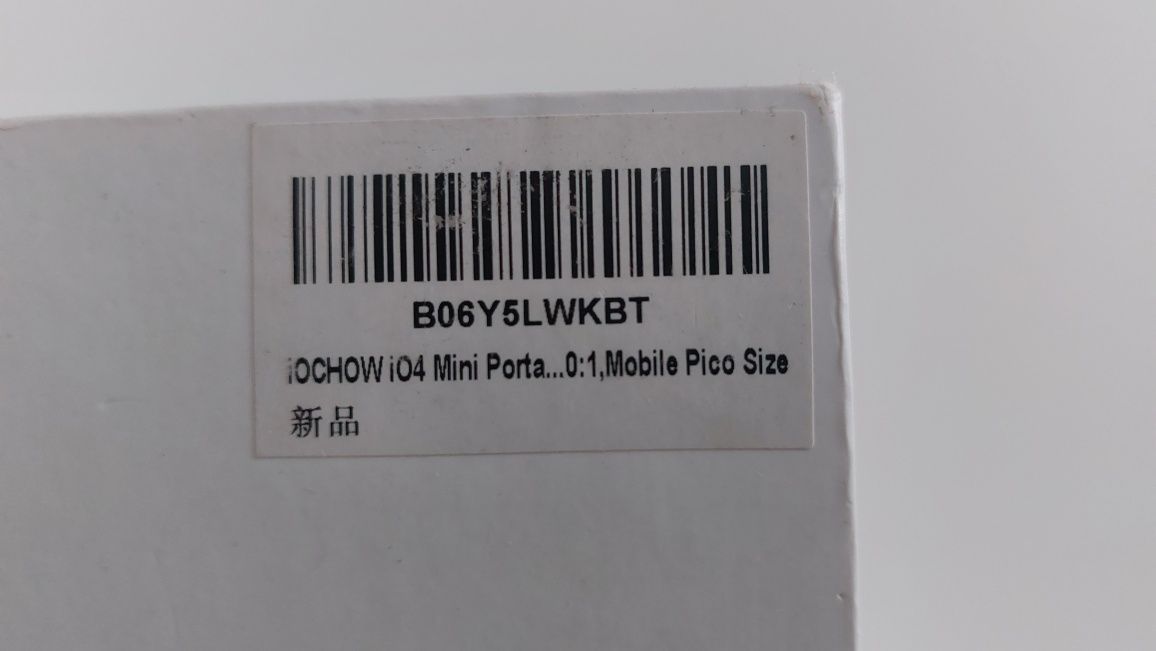 B06Y5LWKBT
iOCHOW iO4 Mini Porta...0:1,Mobile Pico Size
新品